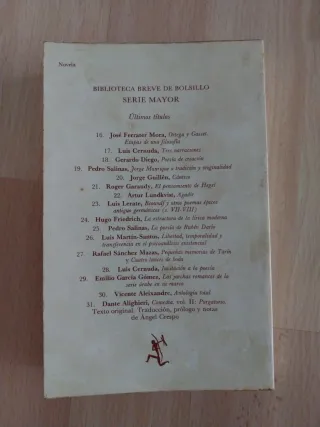 Novela
BIBLIOTECA BREVE DE BOLSILLO
SERIE MAYOR
Últimos títulos
16. José Ferrater Mora, Ortega y Gasset.
Etapas de una filosofía
17. Luis Cernuda, Tres narraciones
18. Gerardo Diego, Poesía de creación
19. Pedro Salinas, Jorge Manrique o tradición y originalidad
20. Jorge Guillén, Cántico
21. Roger Garaudy, El pensamiento de Hegel
22. Artur Lundkvist, Agadir
23. Luis Lerate, Beowulf y otros poemas épicos
antiguo germánicos (s. VII-VIII)
24. Hugo Friedrich, La estructura de la lírica moderna
25. Pedro Salinas, La poesía de Rubén Darío
26. Luis Martín-Santos, Libertad, temporalidad y
transferencia en el psicoanálisis existencial
27. Rafael Sánchez Mazas, Pequeñas memorias de Tarín
y Cuatro lances de boda
28. Luis Cernuda, Invitación a la poesía
29. Emilio García Gómez, Las jarchas romances de la
serie árabe en su marco
30. Vicente Aleixandre, Antología total
31. Dante Alighieri, Comedia, vol. II: Purgatorio.
Texto original. Traducción, prólogo y notas
de Ángel Crespo